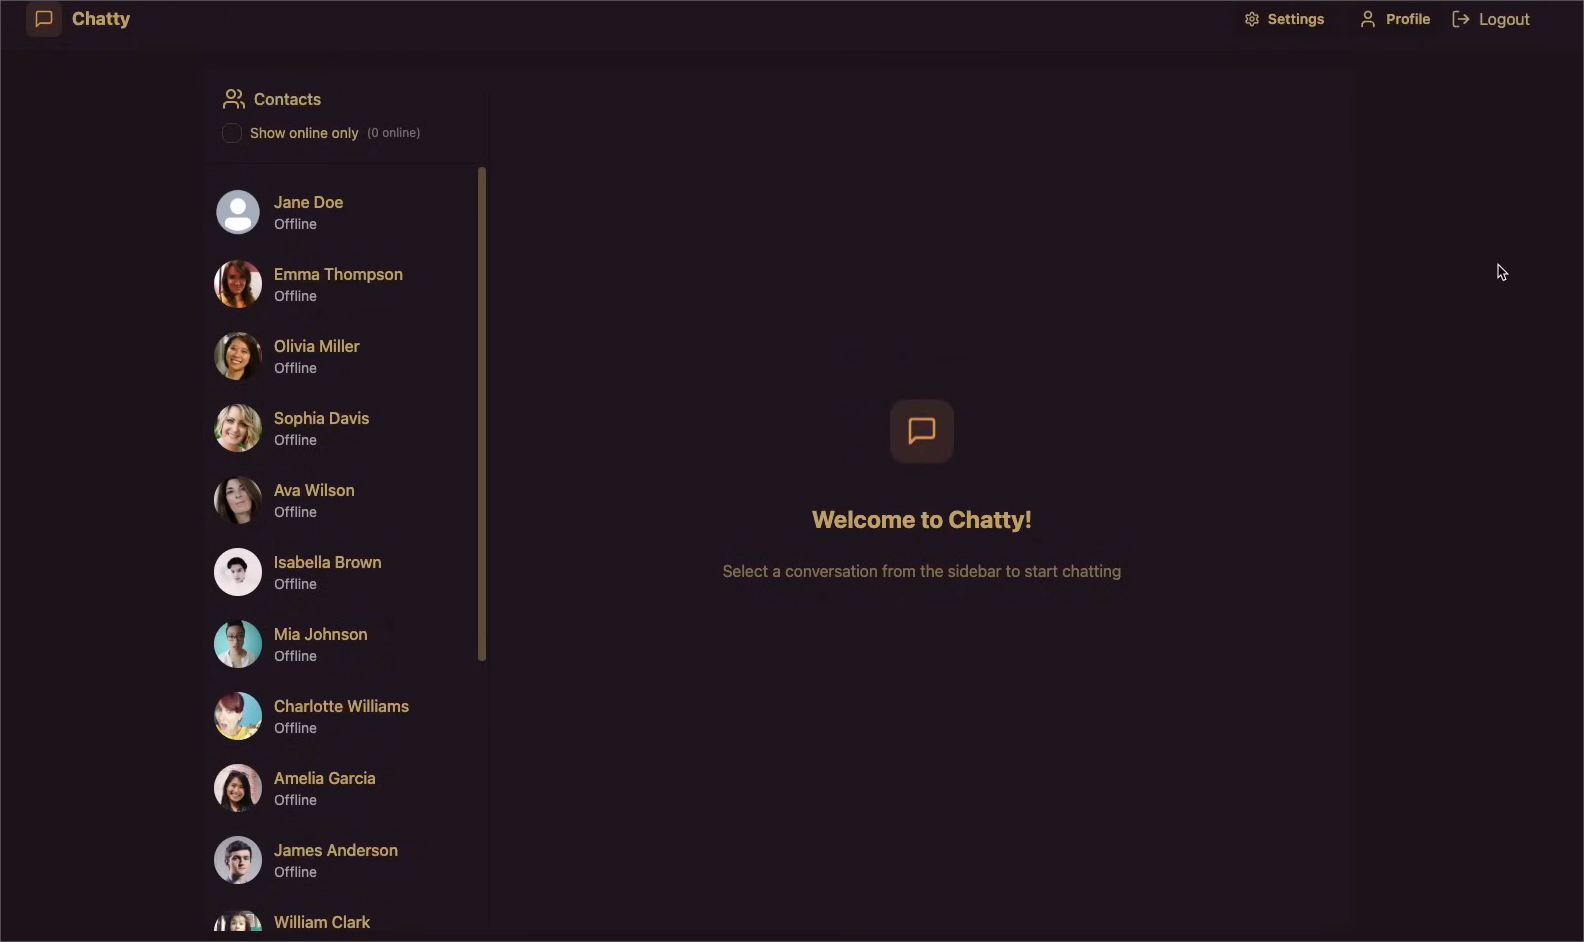 Chatty
Settings
Profile
Logout
Contacts
Show online only (0 online)
Jane Doe
Offline
Emma Thompson
Offline
Olivia Miller
Offline
Sophia Davis
Offline
Ava Wilson
Offline
Isabella Brown
Offline
Mia Johnson
Offline
Charlotte Williams
Offline
Amelia Garcia
Offline
James Anderson
Offline
William Clark
Welcome to Chatty!
Select a conversation from the sidebar to start chatting